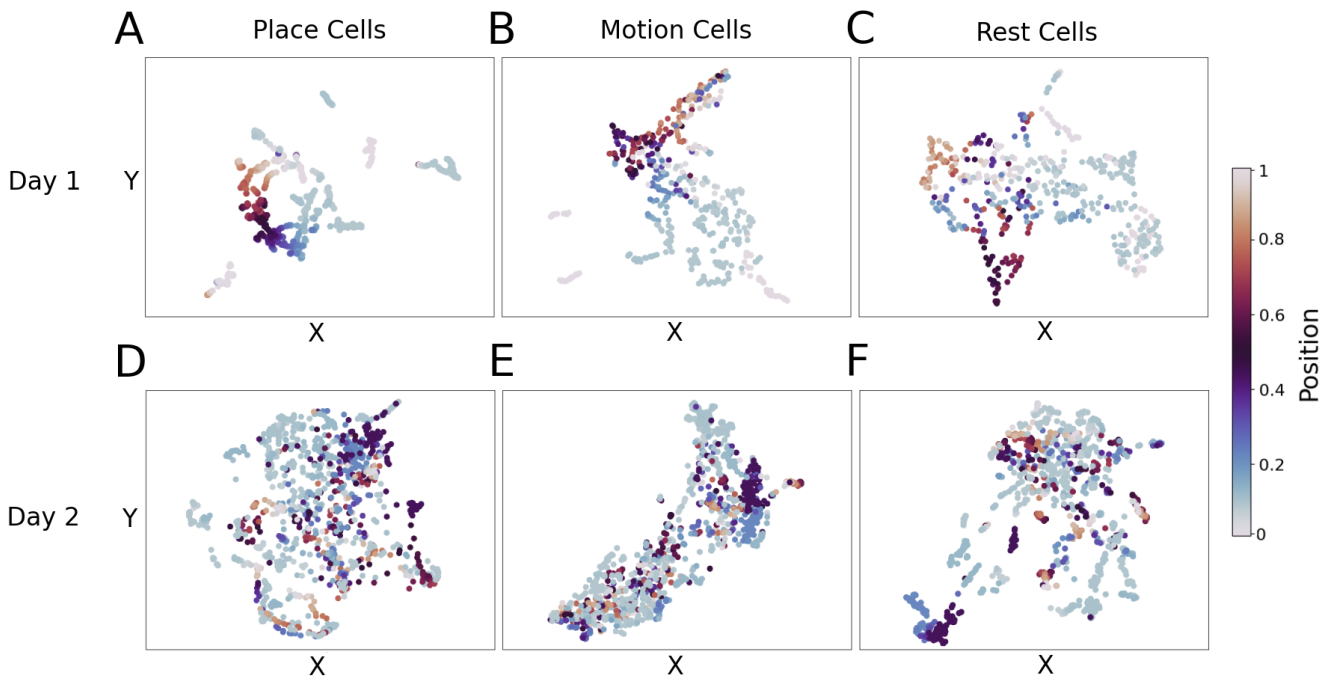 A Place Cells
B Motion Cells
C Rest Cells
Day 1
Y
X
X
X
D
E
F
Day 2
Y
X
X
X
1
0.8
0.6
0.4
0.2
0
Position